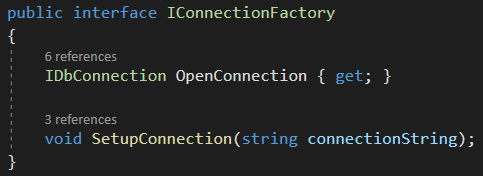 public interface IConnectionFactory
{
6 references
IDbConnection OpenConnection { get; }
3 references
void SetupConnection(string connectionString);
}